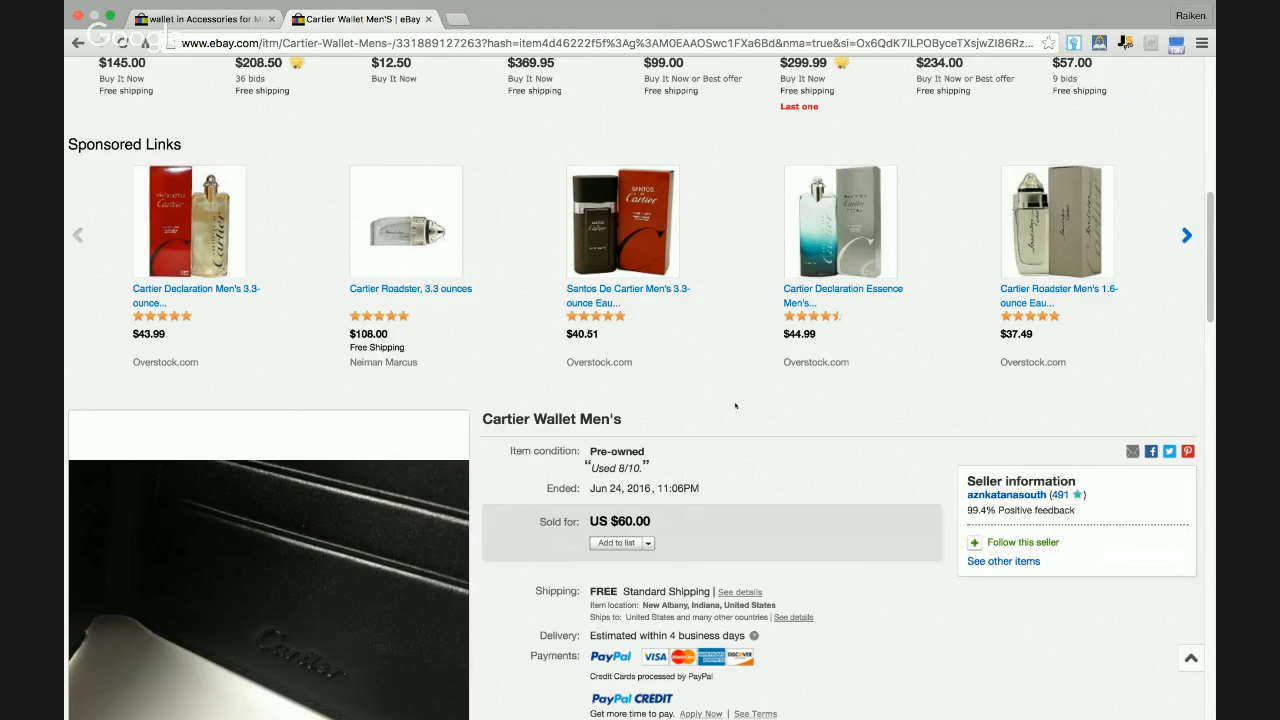 wallet in Accessories for M
Cartier Wallet Men'S | eBay
Raiken
Google
www.ebay.com/itm/Cartier-Wallet-Mens-/331889127263?hash=item4d46222f5f%3Ag%3AM0EAAOSwc1FXa6Bd&nma=true&si=Ox6QdK7ILPOByceTXsjwZI86Rz...
$145.00 $208.50 $12.50 $369.95 $99.00 $299.99 $234.00 $57.00
Buy It Now 36 bids Buy It Now Buy It Now Buy It Now or Best offer Buy It Now Buy It Now or Best offer 9 bids
Free shipping Free shipping Free shipping Free shipping Free shipping Free shipping Free shipping
Last one
Sponsored Links
Cartier Declaration Men's 3.3-ounce...
$43.99
Overstock.com
Cartier Roadster, 3.3 ounces
$108.00
Free Shipping
Neiman Marcus
SANTOS
Cartier
Santos De Cartier Men's 3.3-ounce Eau...
$40.51
Overstock.com
Cartier Declaration Essence Men's...
$44.99
Overstock.com
Cartier Roadster Men's 1.6-ounce Eau...
$37.49
Overstock.com
Cartier Wallet Men's
Item condition: Pre-owned
“Used 8/10.”
Ended: Jun 24, 2016 , 11:06PM
Sold for: US $60.00
Add to list
Shipping: FREE Standard Shipping | See details
Item location: New Albany, Indiana, United States
Ships to: United States and many other countries | See details
Delivery: Estimated within 4 business days ?
Payments: PayPal VISA MasterCard AMERICAN EXPRESS DISCOVER
Credit Cards processed by PayPal
PayPal CREDIT
Get more time to pay. Apply Now | See Terms
Seller information
aznkatanasouth (491 )
99.4% Positive feedback
Follow this seller
See other items
Cartier